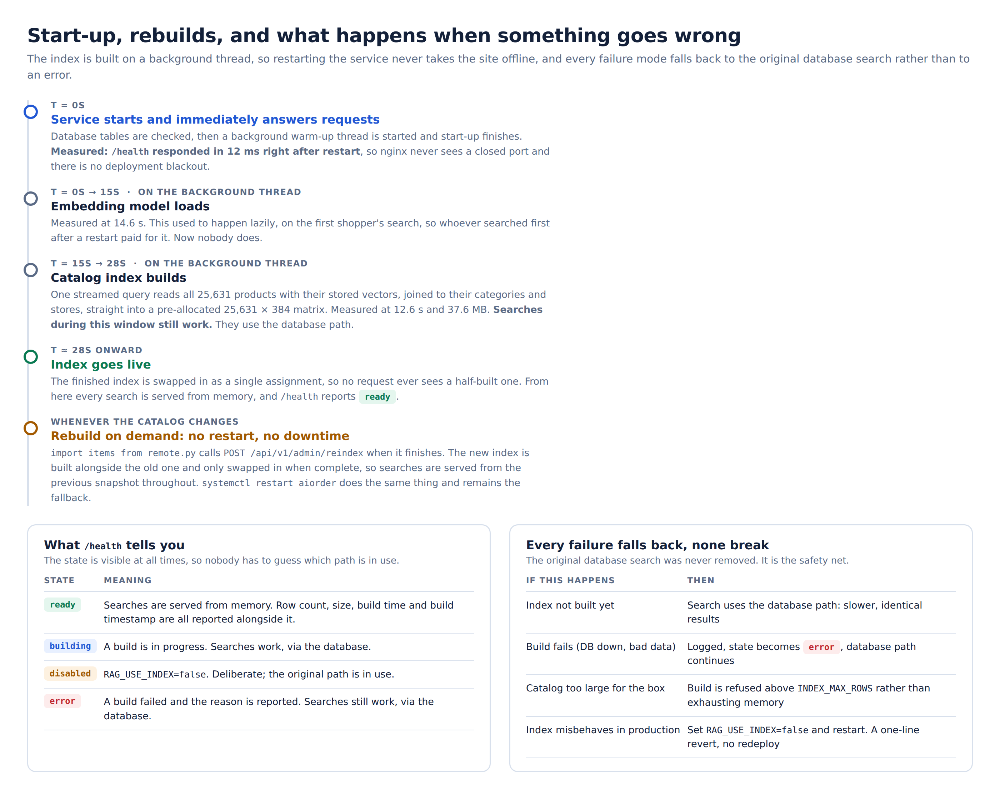 Start-up, rebuilds, and what happens when something goes wrong
The index is built on a background thread, so restarting the service never takes the site offline, and every failure mode falls back to the original database search rather than to
an error.
T = 0S
Service starts and immediately answers requests
Database tables are checked, then a background warm-up thread is started and start-up finishes.
Measured: /health responded in 12 ms right after restart, so nginx never sees a closed port and
there is no deployment blackout.
T = 0S → 15S · ON THE BACKGROUND THREAD
Embedding model loads
Measured at 14.6 s. This used to happen lazily, on the first shopper's search, so whoever searched first
after a restart paid for it. Now nobody does.
T = 15S → 28S · ON THE BACKGROUND THREAD
Catalog index builds
One streamed query reads all 25,631 products with their stored vectors, joined to their categories and
stores, straight into a pre-allocated 25,631 × 384 matrix. Measured at 12.6 s and 37.6 MB. Searches
during this window still work. They use the database path.
T ≈ 28S ONWARD
Index goes live
The finished index is swapped in as a single assignment, so no request ever sees a half-built one. From
here every search is served from memory, and /health reports ready.
WHENEVER THE CATALOG CHANGES
Rebuild on demand: no restart, no downtime
import_items_from_remote.py calls POST /api/v1/admin/reindex when it finishes. The new index is
built alongside the old one and only swapped in when complete, so searches are served from the
previous snapshot throughout. systemctl restart aiorder does the same thing and remains the
fallback.
What /health tells you
The state is visible at all times, so nobody has to guess which path is in use.
STATE MEANING
ready Searches are served from memory. Row count, size, build time and build
timestamp are all reported alongside it.
building A build is in progress. Searches work, via the database.
disabled RAG_USE_INDEX=false. Deliberate; the original path is in use.
error A build failed and the reason is reported. Searches still work, via the
database.
Every failure falls back, none break
The original database search was never removed. It is the safety net.
IF THIS HAPPENS THEN
Index not built yet Search uses the database path: slower, identical
results
Build fails (DB down, bad data) Logged, state becomes error, database path
continues
Catalog too large for the box Build is refused above INDEX_MAX_ROWS rather than
exhausting memory
Index misbehaves in production Set RAG_USE_INDEX=false and restart. A one-line
revert, no redeploy